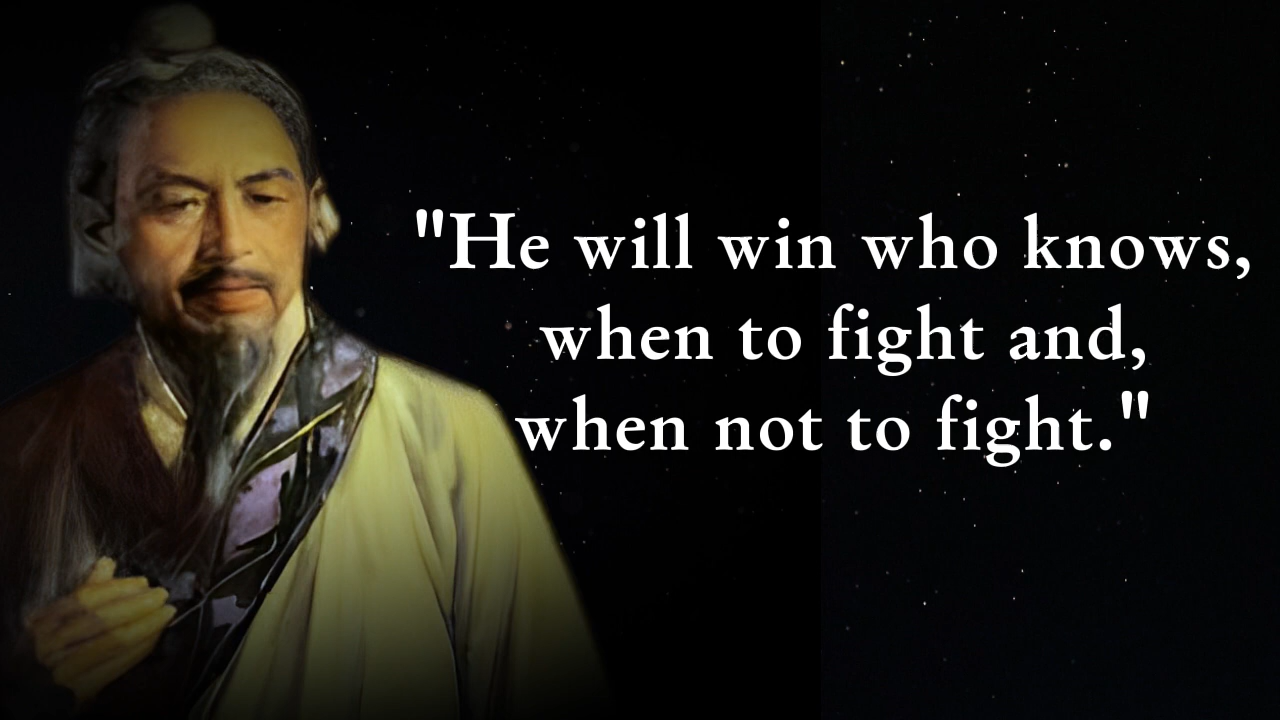 "He will win who knows,
when to fight and,
when not to fight."